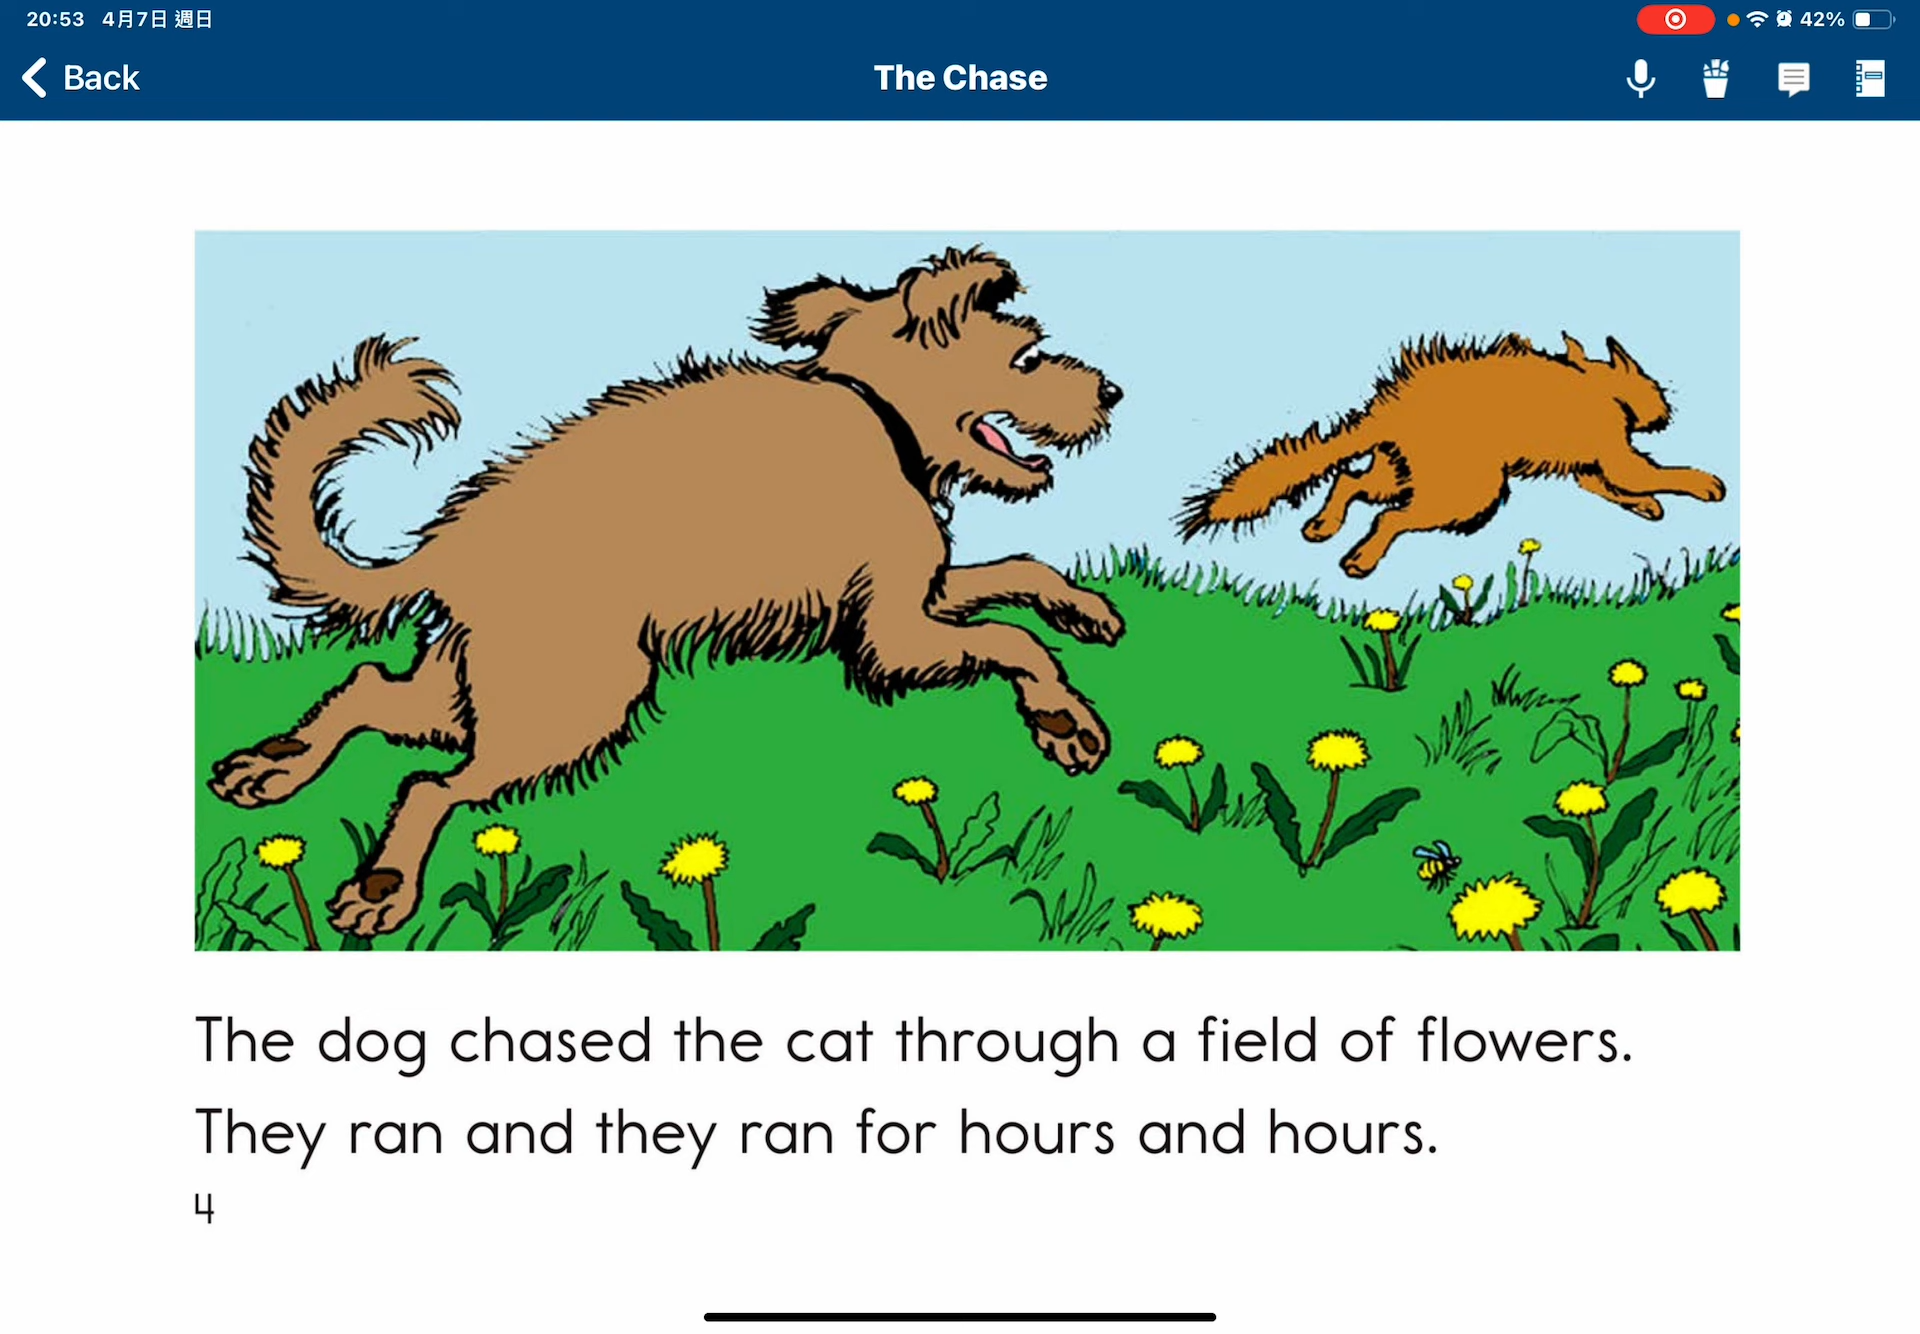 20:53 4月7日 週日
42%
Back
The Chase
The dog chased the cat through a field of flowers.
They ran and they ran for hours and hours.
4